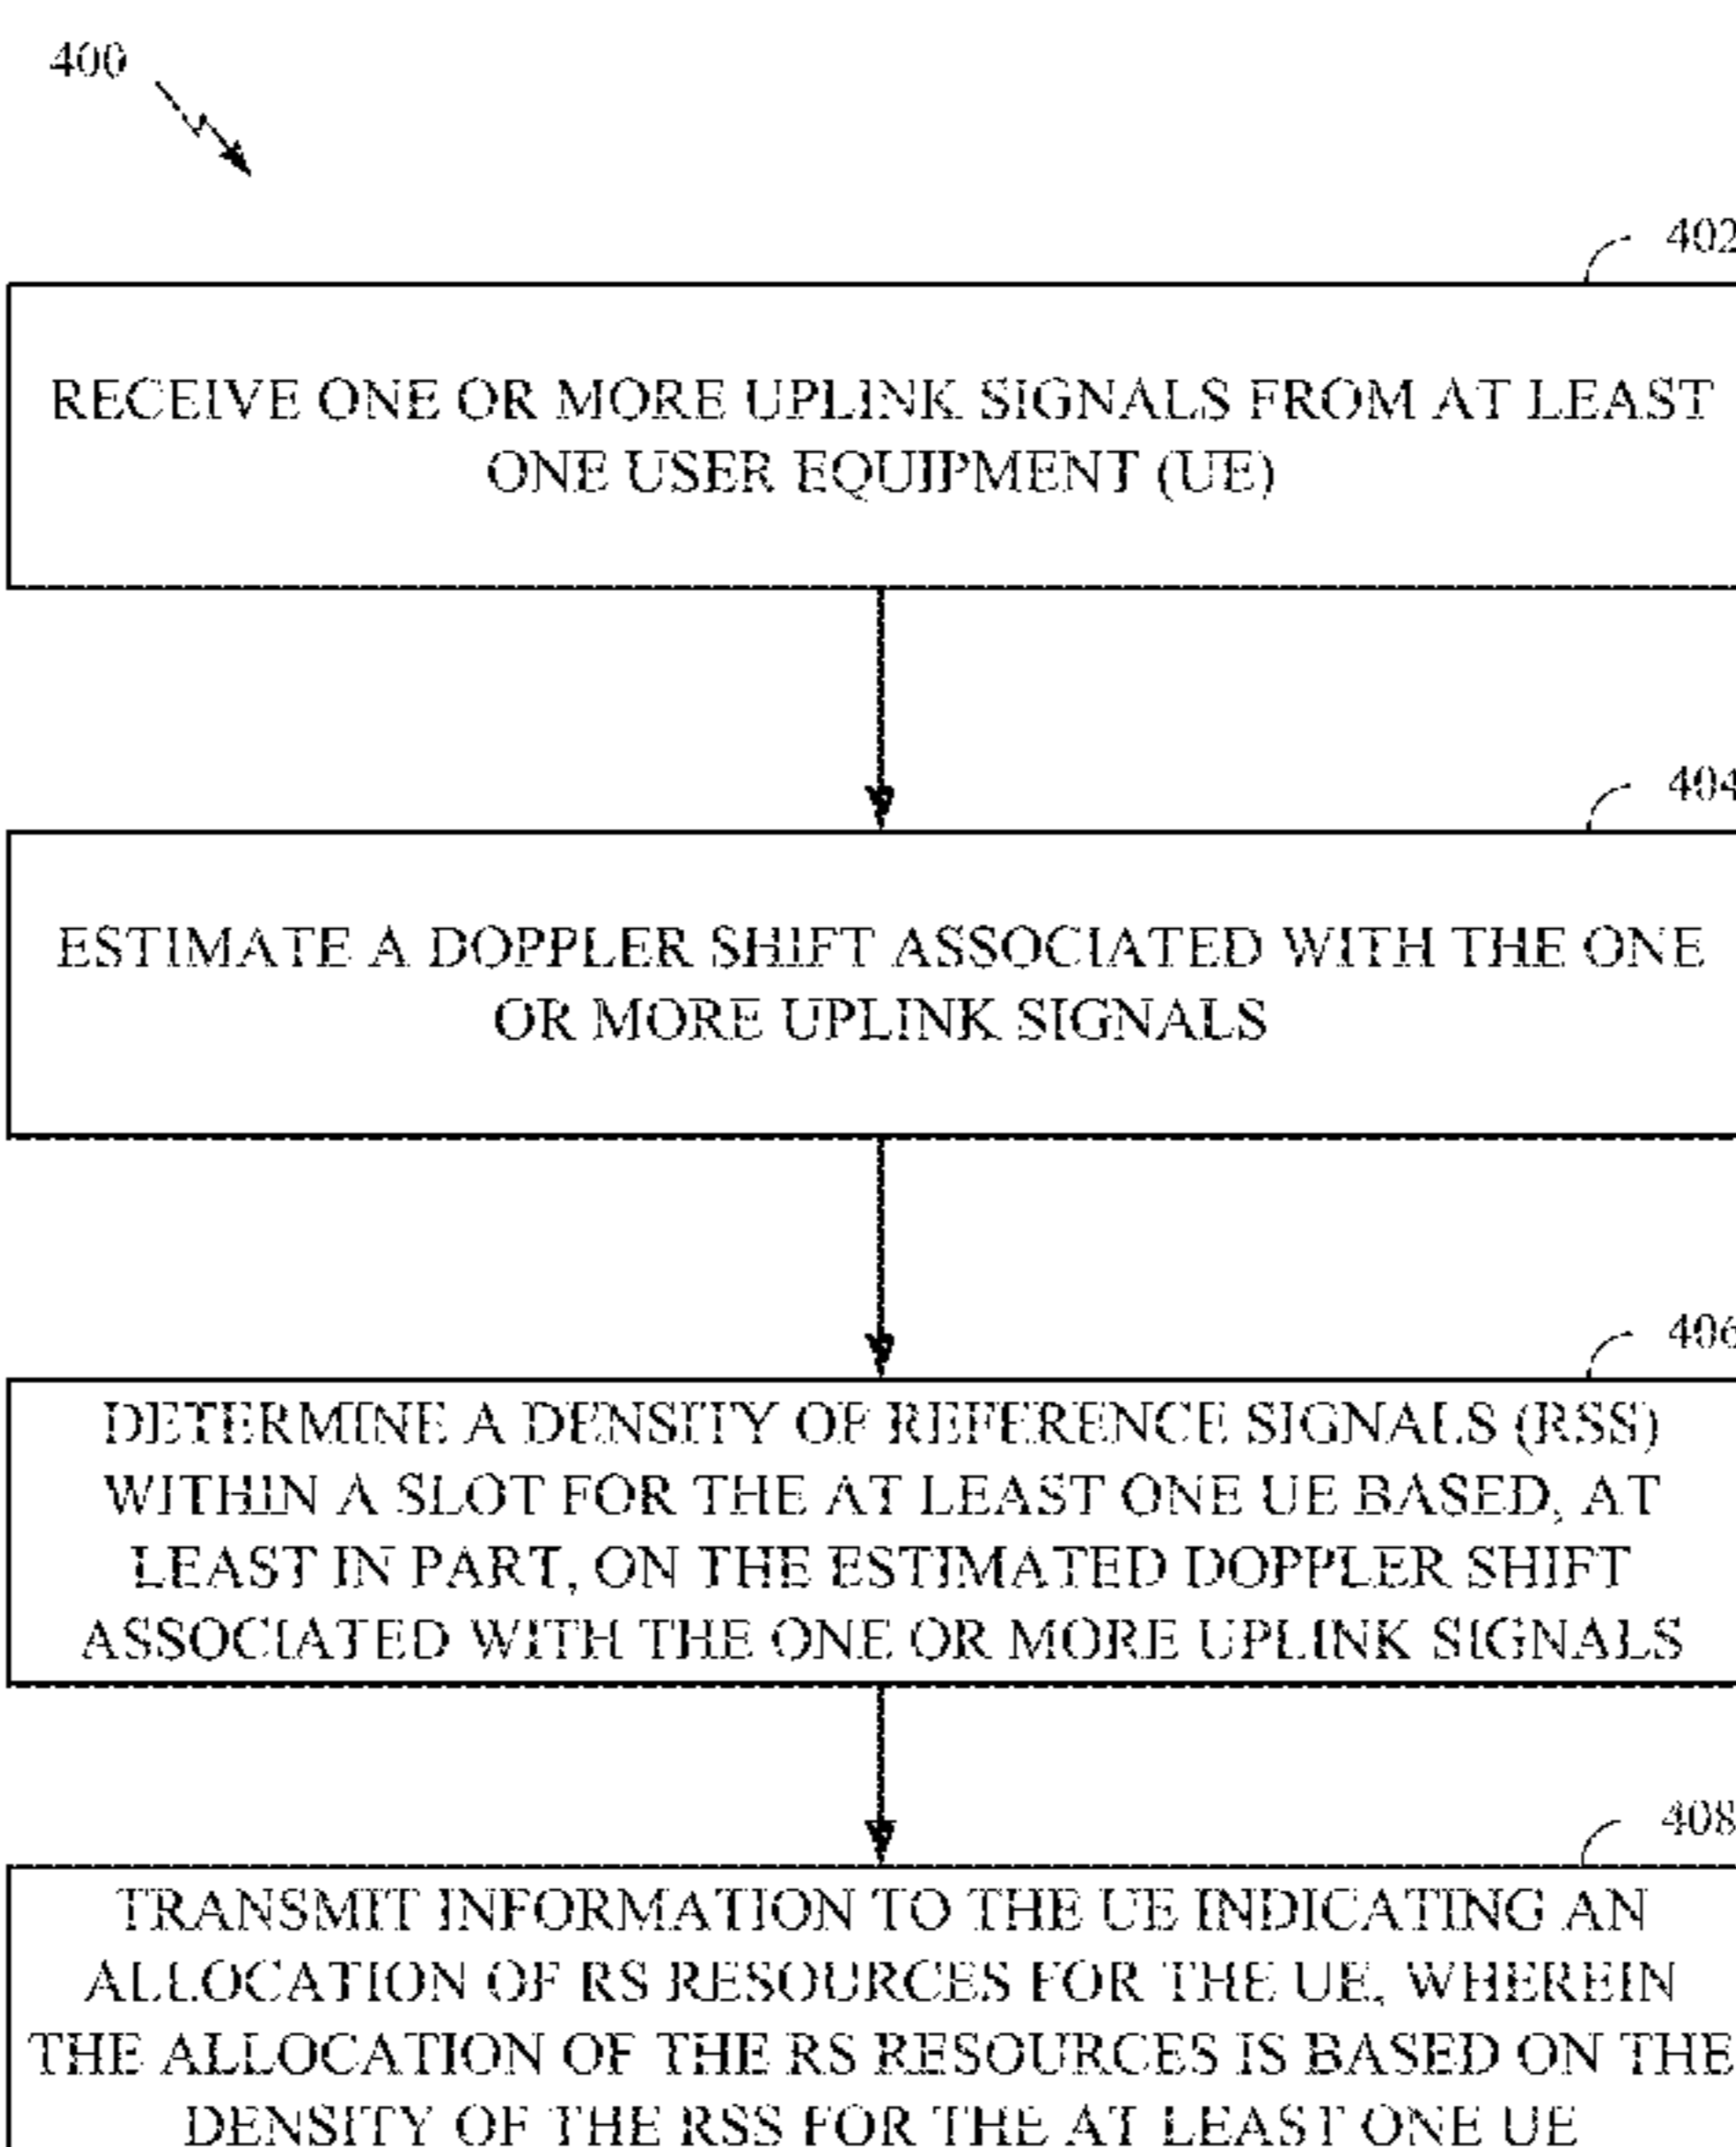 400
402
RECEIVE ONE OR MORE UPLINK SIGNALS FROM AT LEAST
ONE USER EQUIPMENT (UE)
404
ESTIMATE A DOPPLER SHIFT ASSOCIATED WITH THE ONE
OR MORE UPLINK SIGNALS
406
DETERMINE A DENSITY OF REFERENCE SIGNALS (RSS)
WITHIN A SLOT FOR THE AT LEAST ONE UE BASED, AT
LEAST IN PART, ON THE ESTIMATED DOPPLER SHIFT
ASSOCIATED WITH THE ONE OR MORE UPLINK SIGNALS
408
TRANSMIT INFORMATION TO THE UE INDICATING AN
ALLOCATION OF RS RESOURCES FOR THE UE, WHEREIN
THE ALLOCATION OF THE RS RESOURCES IS BASED ON THE
DENSITY OF THE RSS FOR THE AT LEAST ONE UE